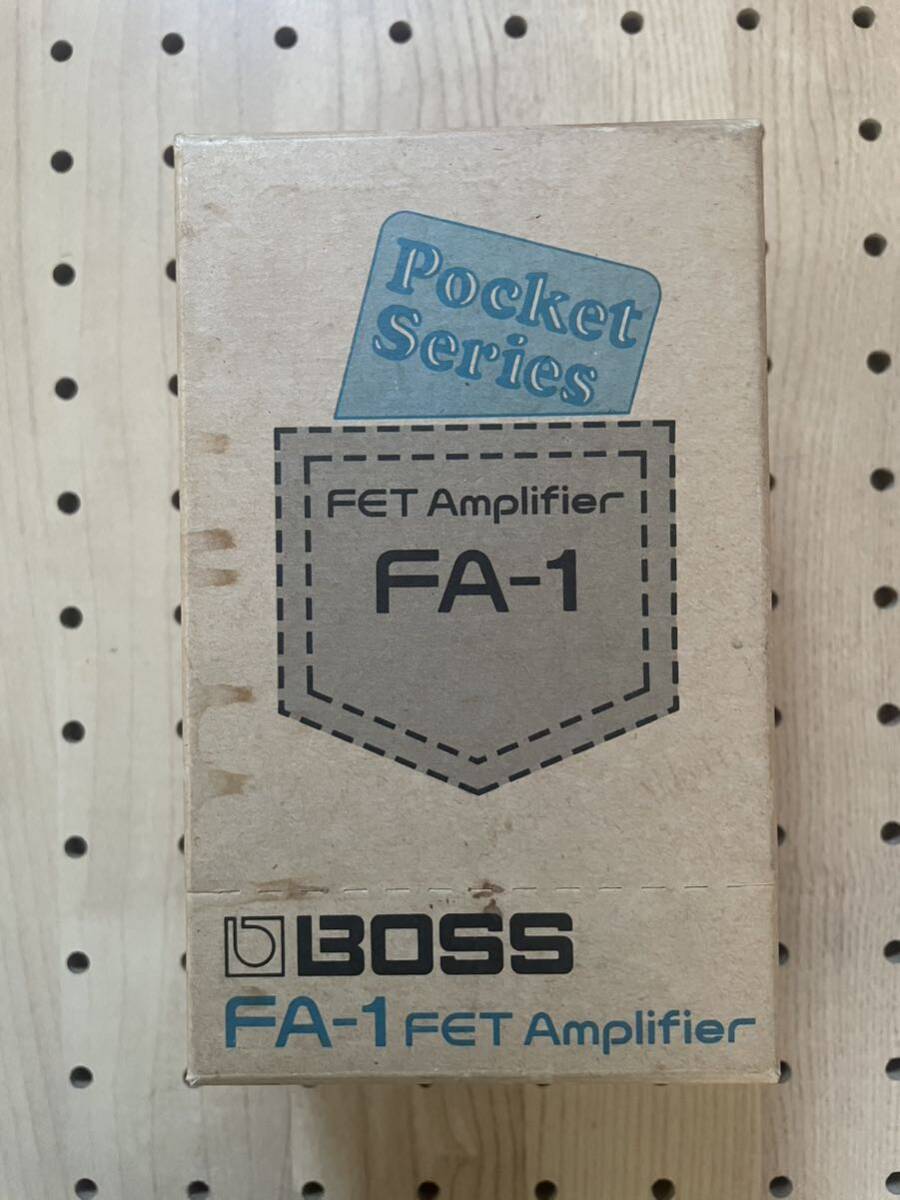 Pocket
Series
FET Amplifier
FA-1
BOSS
FA-1 FET Amplifier